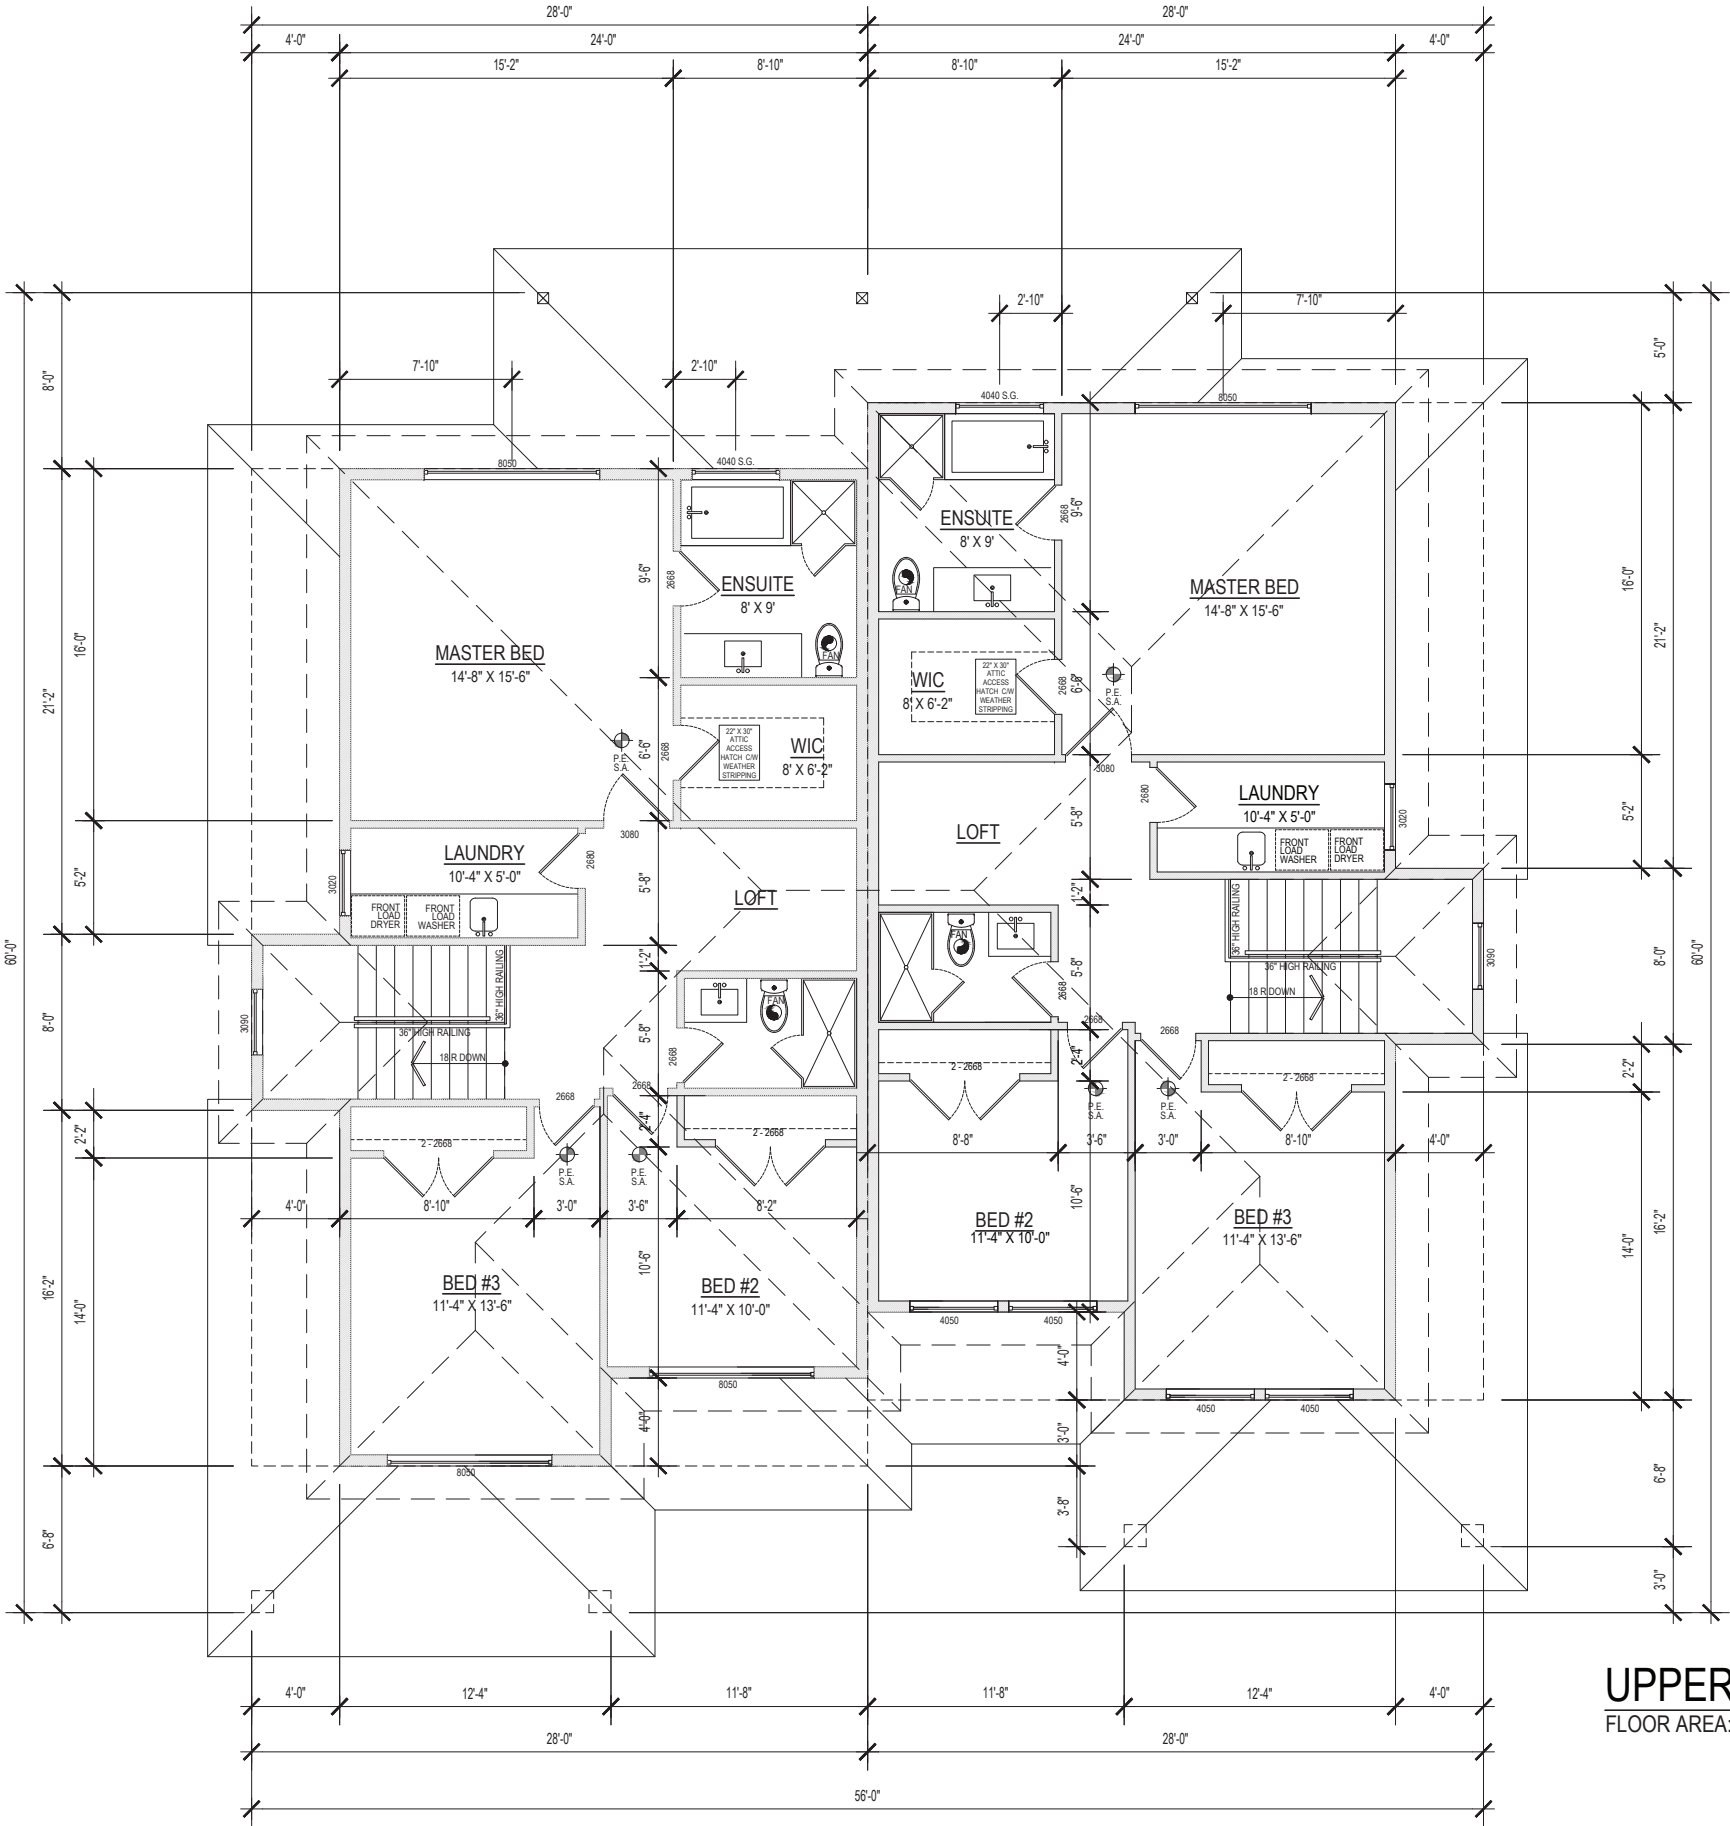 28'-0" 28'-0"
4'-0" 24'-0" 24'-0" 4'-0"
15'-2" 8'-10" 8'-10" 15'-2"
2'-10" 7'-10"
7'-10" 2'-10"
8'-0"
5'-0"
4040 S.G. 8050
8050 4040 S.G.
ENSUITE
8' X 9'
2668
9'-6"
FAN
MASTER BED
14'-8" X 15'-6"
16'-0"
21'-2"
9'-6"
2668
ENSUITE
8' X 9'
FAN
MASTER BED
14'-8" X 15'-6"
16'-0"
21'-2"
WIC
8' X 6'-2"
22" X 30"
ATTIC
ACCESS
HATCH C/W
WEATHER
STRIPPING
2668
6'-6"
P.E.
S.A.
P.E.
S.A.
6'-6"
2668
22" X 30"
ATTIC
ACCESS
HATCH C/W
WEATHER
STRIPPING
WIC
8' X 6'-2"
3080
2680
LAUNDRY
10'-4" X 5'-0"
FRONT
LOAD
WASHER
FRONT
LOAD
DRYER
3020
5'-2"
LOFT
5'-8"
3080
LAUNDRY
10'-4" X 5'-0"
2680
5'-8"
5'-2"
3020
FRONT
LOAD
DRYER
FRONT
LOAD
WASHER
LOFT
1'-2"
36" HIGH RAILING
36" HIGH RAILING
18 R DOWN
3090
8'-0"
60'-0"
FAN
5'-8"
2668
60'-0"
8'-0"
3090
36" HIGH RAILING
36" HIGH RAILING
18 R DOWN
1'-2"
5'-8"
FAN
2668
2668
2668
2'-4"
2 - 2668
2 - 2668
2'-2"
P.E.
S.A.
P.E.
S.A.
8'-8" 3'-6" 3'-0" 8'-10" 4'-0"
2668
2668
2'-4"
2 - 2668
2 - 2668
2'-2"
P.E.
S.A.
P.E.
S.A.
4'-0" 8'-10" 3'-0" 3'-6" 8'-2"
10'-6"
BED #2
11'-4" X 10'-0"
BED #3
11'-4" X 13'-6"
14'-0"
16'-2"
BED #3
11'-4" X 13'-6"
10'-6"
BED #2
11'-4" X 10'-0"
16'-2"
14'-0"
4050 4050
4'-0"
8050
4050 4050
4'-0"
3'-0"
8050
3'-8"
6'-8"
6'-8"
3'-0"
4'-0" 12'-4" 11'-8" 11'-8" 12'-4" 4'-0"
28'-0" 28'-0"
56'-0"
UPPER
FLOOR AREA: